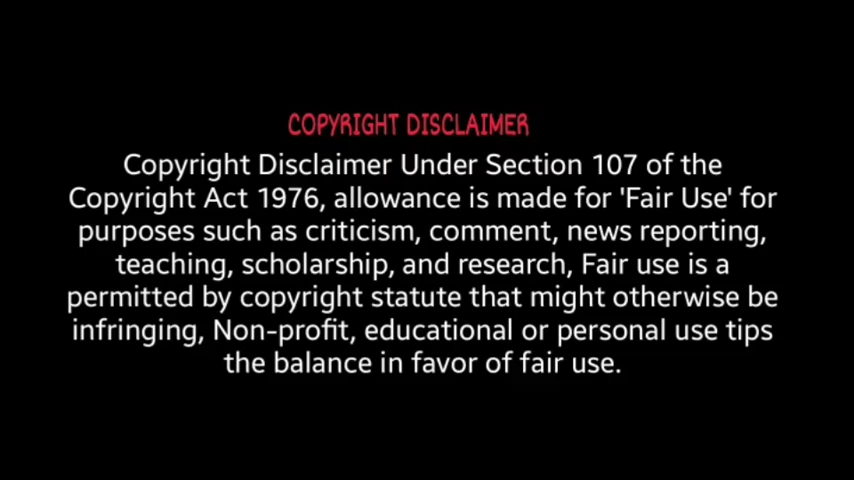 COPYRIGHT DISCLAIMER
Copyright Disclaimer Under Section 107 of the
Copyright Act 1976, allowance is made for 'Fair Use' for
purposes such as criticism, comment, news reporting,
teaching, scholarship, and research, Fair use is a
permitted by copyright statute that might otherwise be
infringing, Non-profit, educational or personal use tips
the balance in favor of fair use.